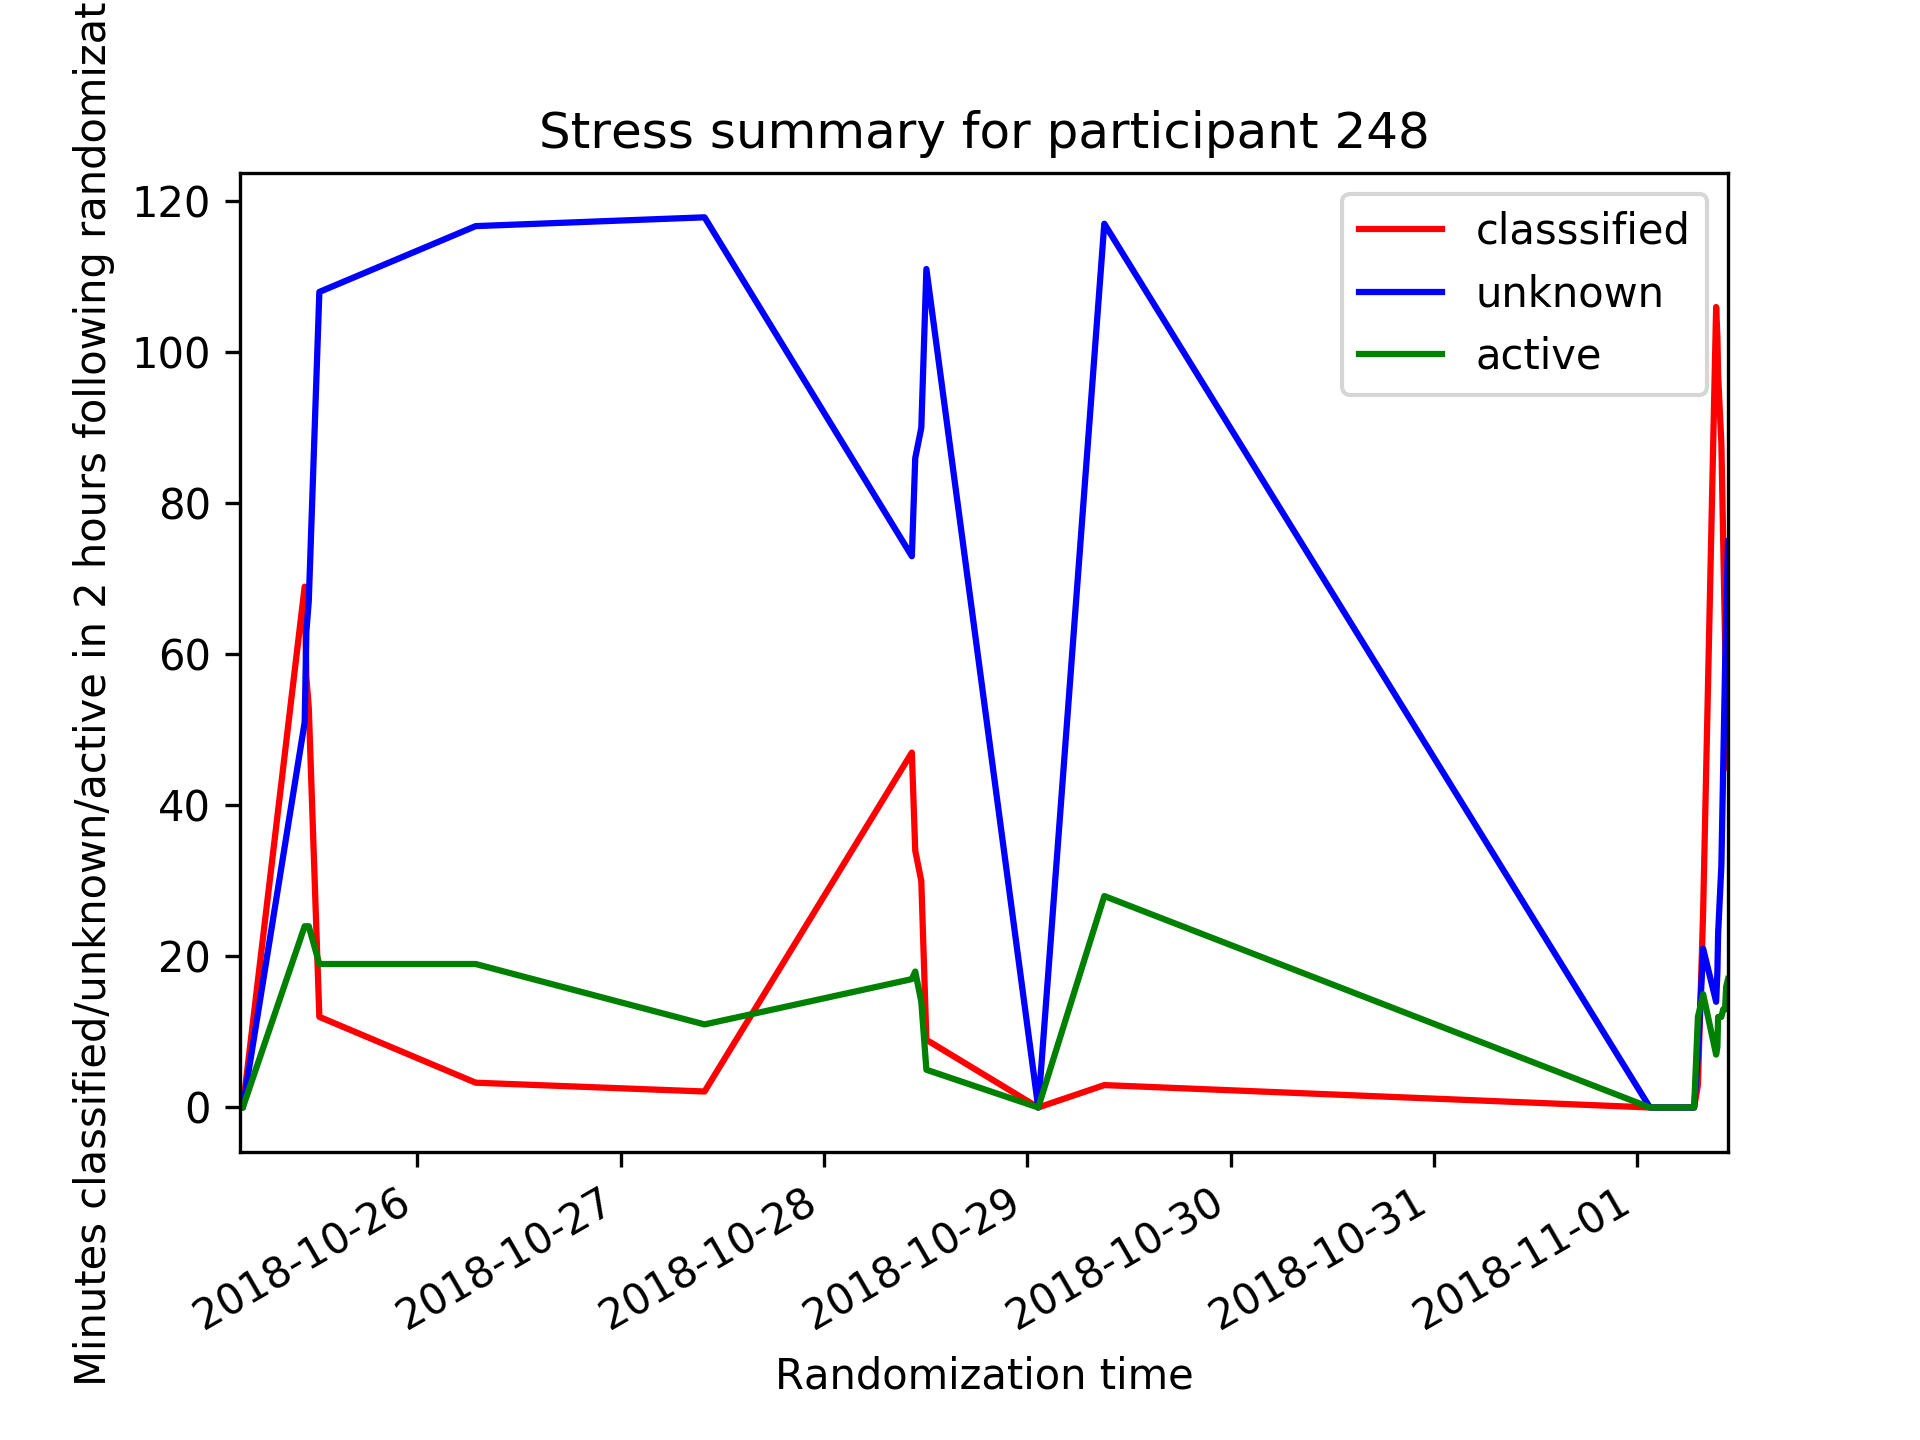 Stress summary for participant 248
Minutes classified/unknown/active in 2 hours following randomizat
120
100
80
60
40
20
0
classsified
unknown
active
2018-10-26
2018-10-27
2018-10-28
2018-10-29
2018-10-30
2018-10-31
2018-11-01
Randomization time